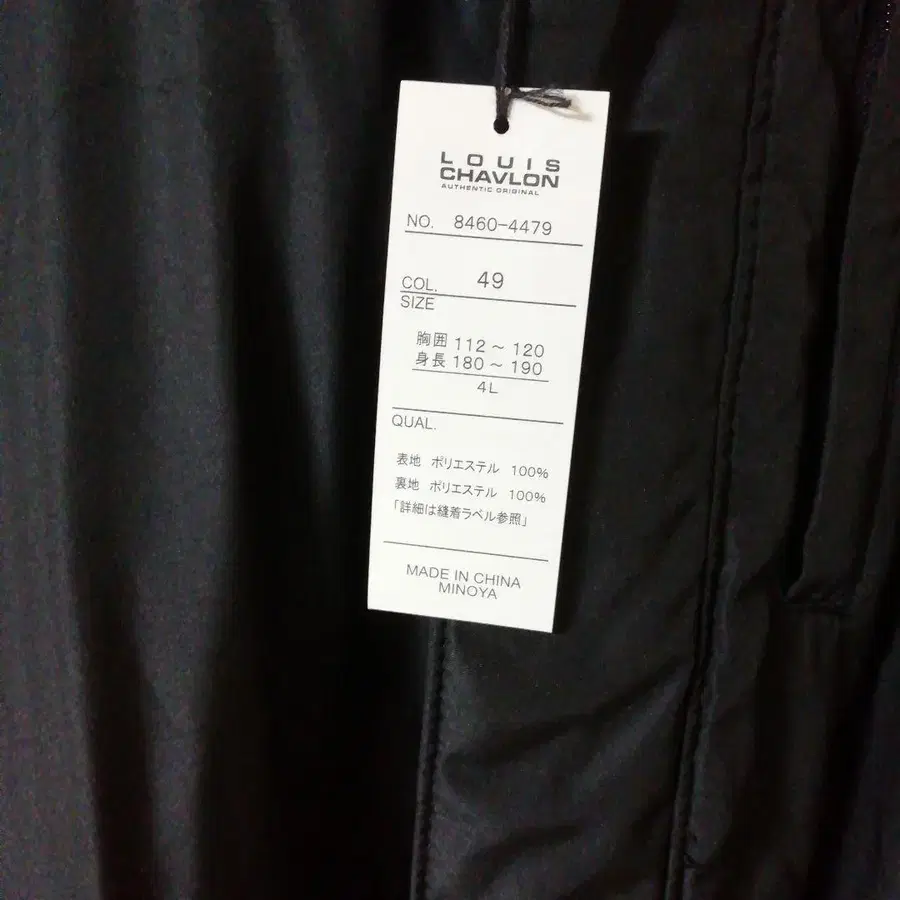 LOUIS
CHAVLON
AUTHENTIC ORIGINAL
NO. 8460-4479
COL. 49
SIZE
胸囲 112～120
身長 180～190
4L
QUAL.
表地 ポリエステル 100%
裏地 ポリエステル 100%
「詳細は縫着ラベル参照」
MADE IN CHINA
MINOYA